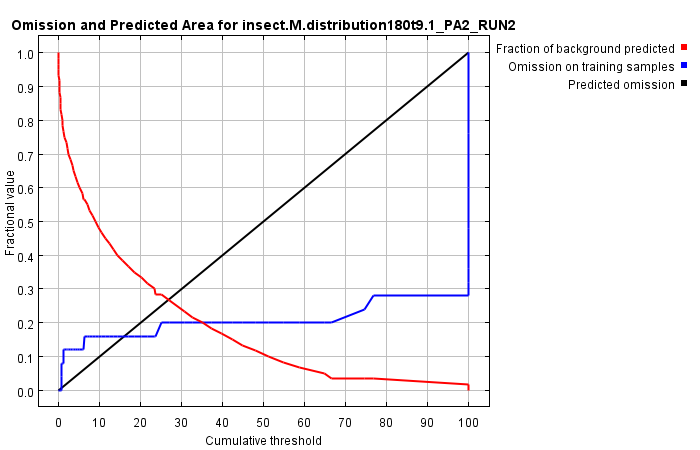 Omission and Predicted Area for insect.M.distribution180t9.1_PA2_RUN2
Fraction of background predicted
Omission on training samples
Predicted omission
Fractional value
1.0
0.9
0.8
0.7
0.6
0.5
0.4
0.3
0.2
0.1
0.0
0 10 20 30 40 50 60 70 80 90 100
Cumulative threshold